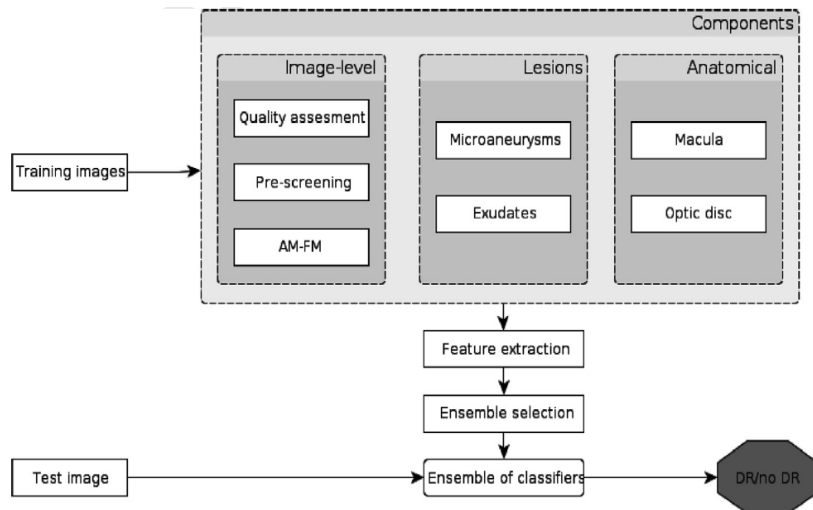 Components
Image-level
Lesions
Anatomical
Quality assesment
Microaneurysms
Macula
Training images
Pre-screening
Exudates
Optic disc
AM-FM
Feature extraction
Ensemble selection
Test image
Ensemble of classifiers
DR/no DR